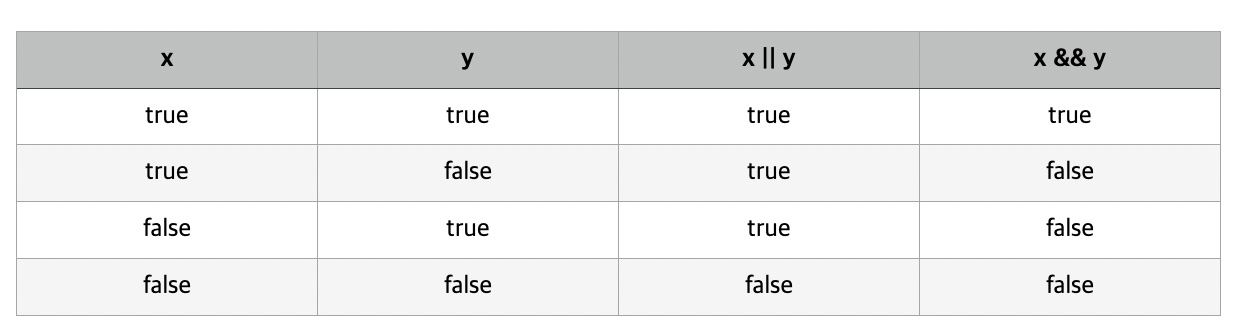 x y x || y x && y
true true true true
true false true false
false true true false
false false false false